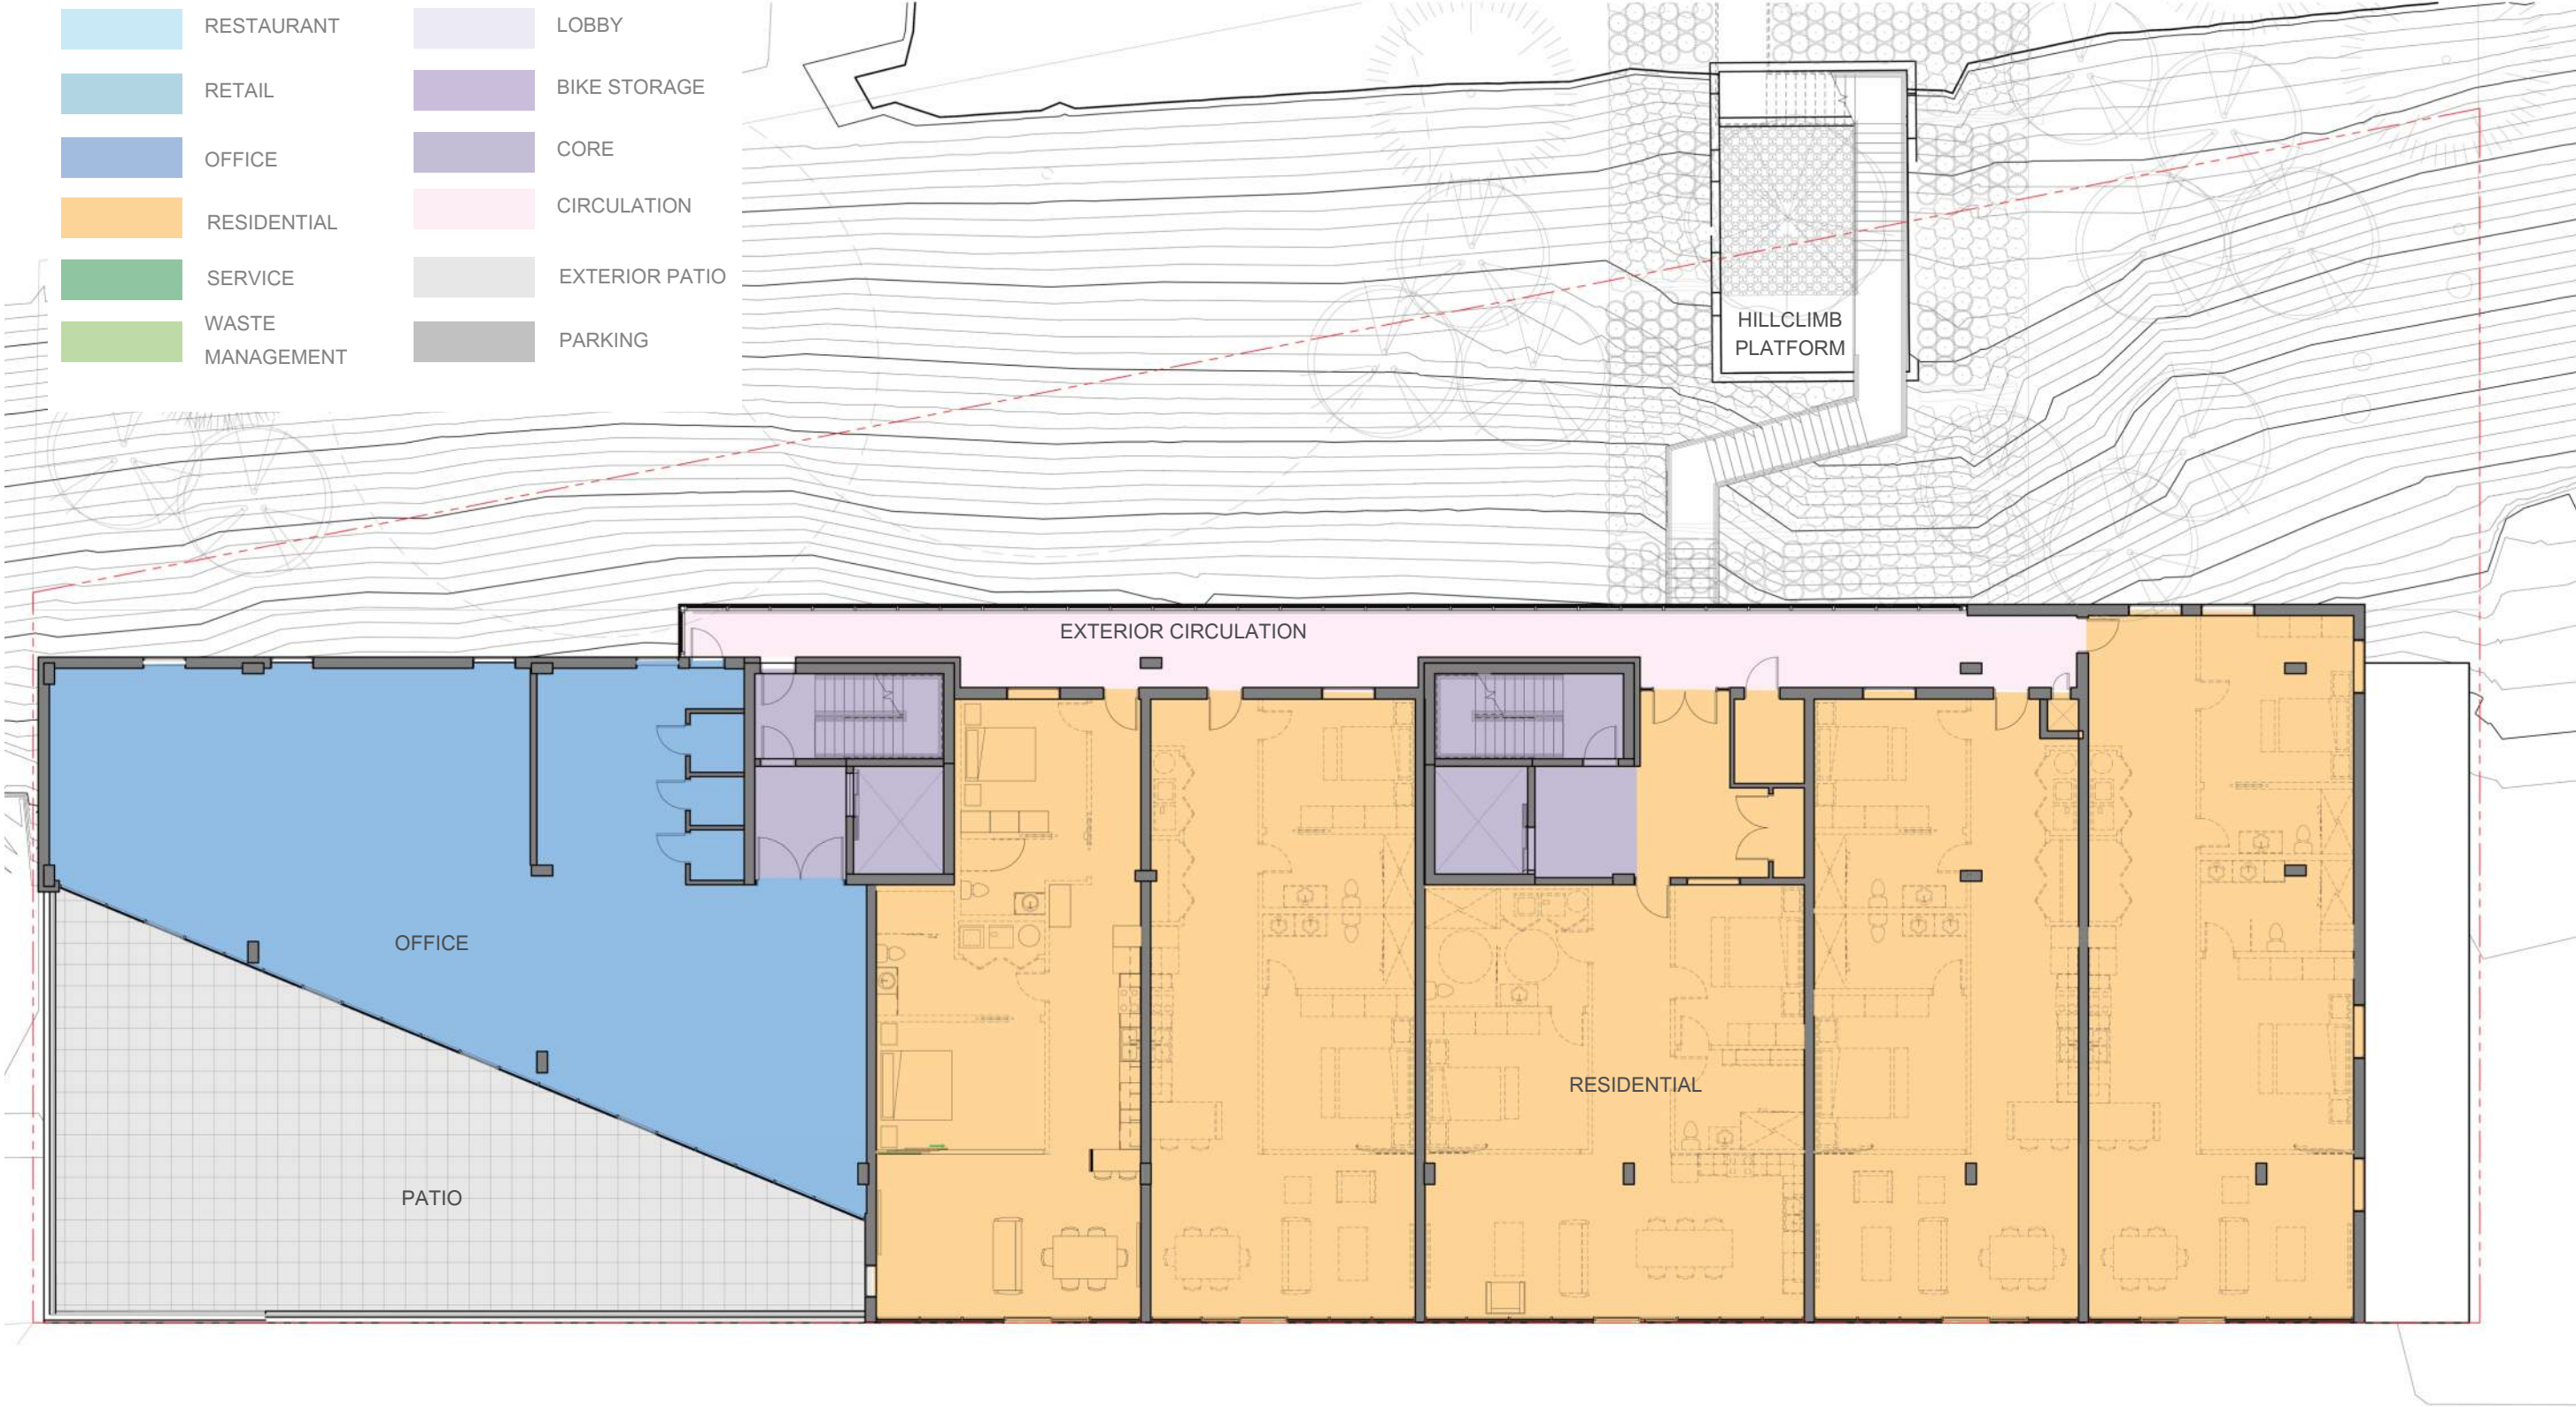 RESTAURANT
RETAIL
OFFICE
RESIDENTIAL
SERVICE
WASTE
MANAGEMENT
LOBBY
BIKE STORAGE
CORE
CIRCULATION
EXTERIOR PATIO
PARKING
HILLCLIMB
PLATFORM
EXTERIOR CIRCULATION
OFFICE
RESIDENTIAL
PATIO